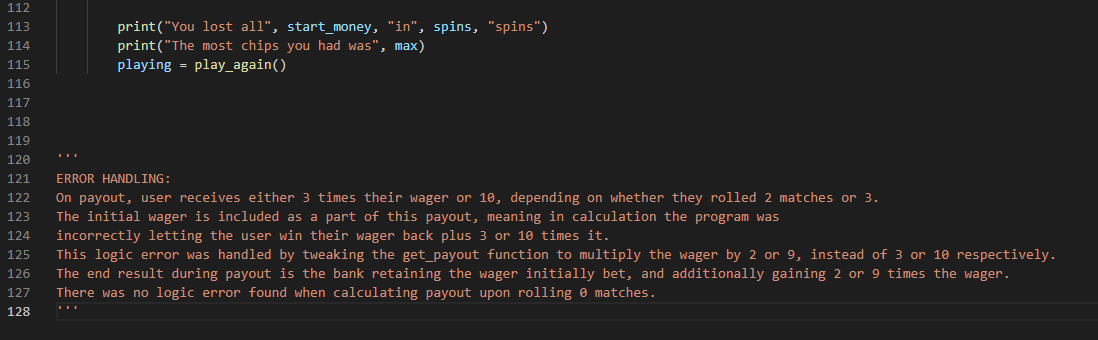 112
113 print("You lost all", start_money, "in", spins, "spins")
114 print("The most chips you had was", max)
115 playing = play_again()
116
117
118
119
120 '''
121 ERROR HANDLING:
122 On payout, user receives either 3 times their wager or 10, depending on whether they rolled 2 matches or 3.
123 The initial wager is included as a part of this payout, meaning in calculation the program was
124 incorrectly letting the user win their wager back plus 3 or 10 times it.
125 This logic error was handled by tweaking the get_payout function to multiply the wager by 2 or 9, instead of 3 or 10 respectively.
126 The end result during payout is the bank retaining the wager initially bet, and additionally gaining 2 or 9 times the wager.
127 There was no logic error found when calculating payout upon rolling 0 matches.
128 '''